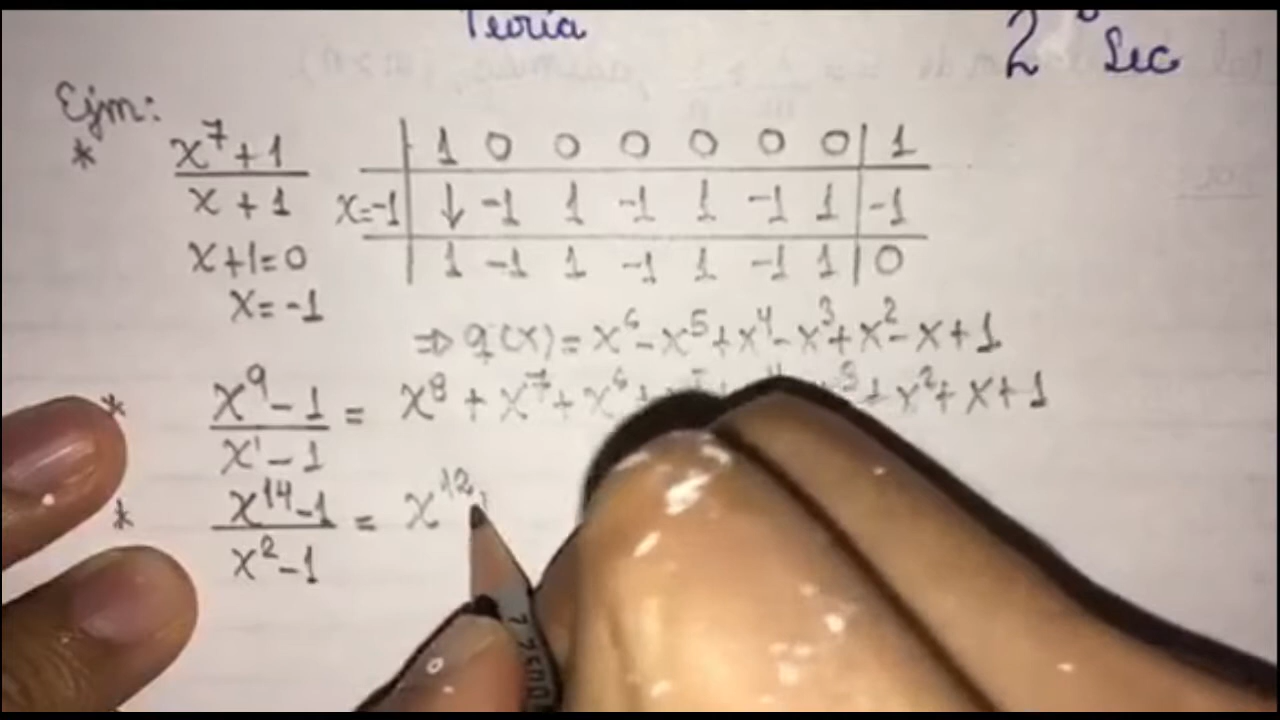 Teoría
2° Sec
Ejm:
* x⁷+1 / x+1
1 0 0 0 0 0 0 1
x=-1 ↓ -1 1 -1 1 -1 1 -1
1 -1 1 -1 1 -1 1 0
x+1=0
x=-1
⇒ q(x) = x⁶-x⁵+x⁴-x³+x²-x+1
* x⁹-1 / x¹-1 = x⁸+x⁷+x⁶+ x³+x²+x+1
* x¹⁴-1 / x²-1 = x¹²